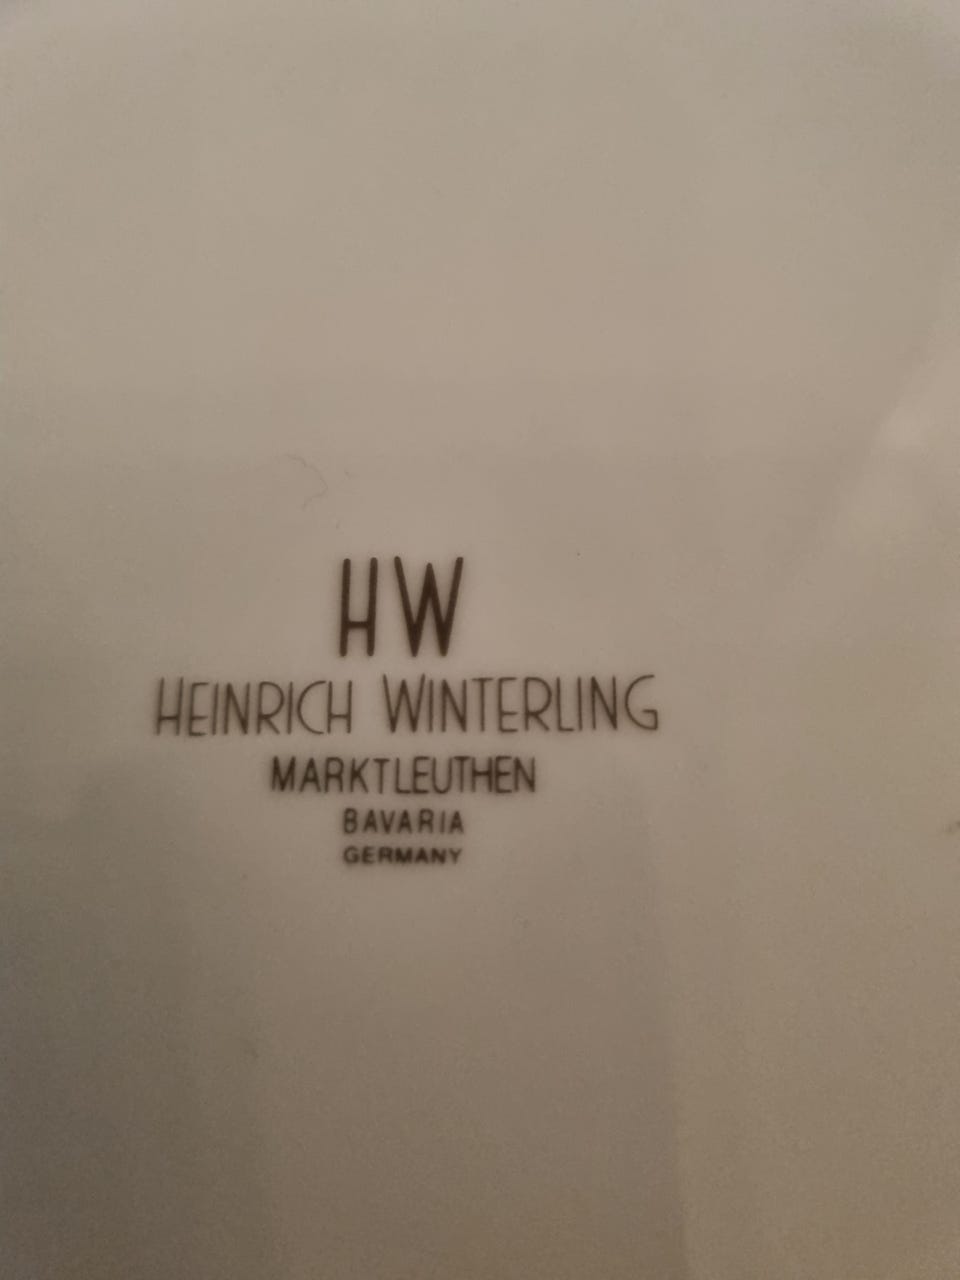 HW
HEINRICH WINTERLING
MARKTLEUTHEN
BAVARIA
GERMANY